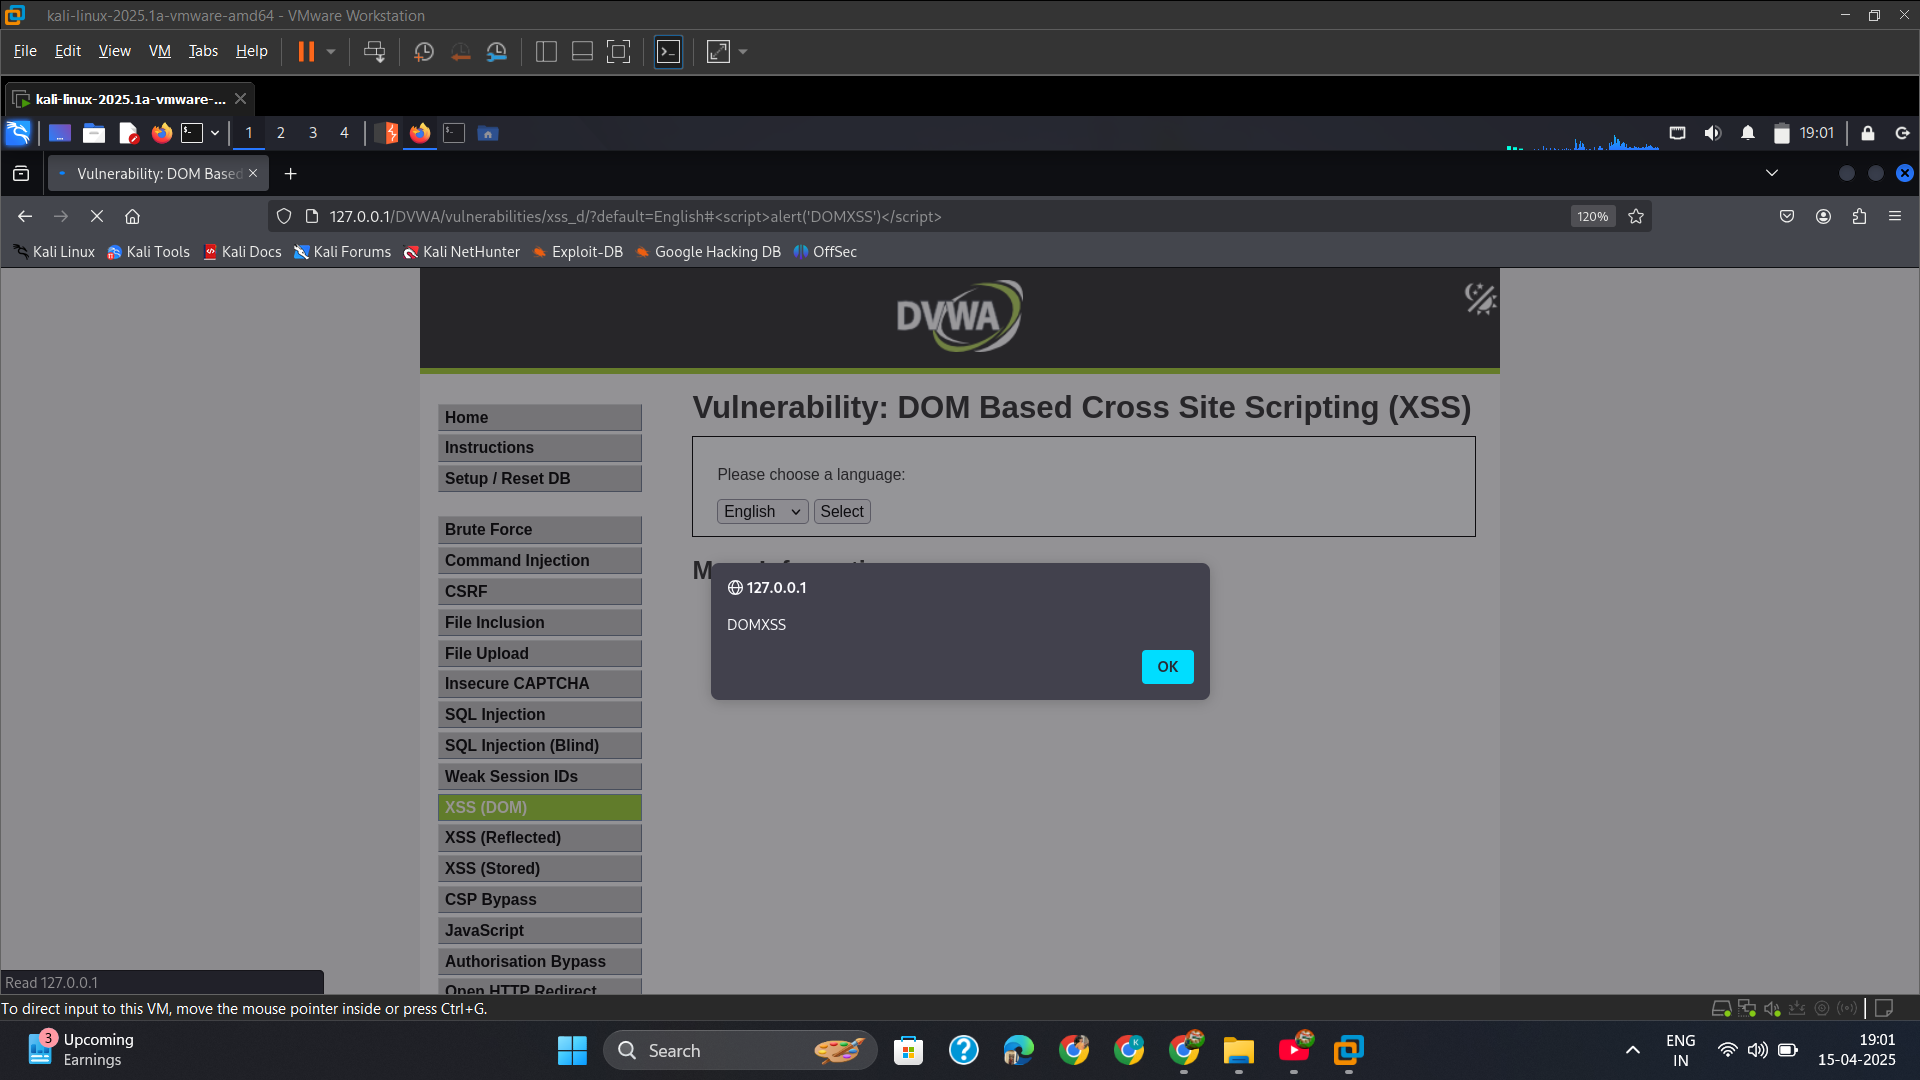 kali-linux-2025.1a-vmware-amd64 - VMware Workstation
File Edit View VM Tabs Help
kali-linux-2025.1a-vmware-...
1 2 3 4
19:01
Vulnerability: DOM Based
127.0.0.1/DVWA/vulnerabilities/xss_d/?default=English#<script>alert('DOMXSS')</script>
120%
Kali Linux Kali Tools Kali Docs Kali Forums Kali NetHunter Exploit-DB Google Hacking DB OffSec
DVWA
Vulnerability: DOM Based Cross Site Scripting (XSS)
Please choose a language:
English Select
Home
Instructions
Setup / Reset DB
Brute Force
Command Injection
CSRF
File Inclusion
File Upload
Insecure CAPTCHA
SQL Injection
SQL Injection (Blind)
Weak Session IDs
XSS (DOM)
XSS (Reflected)
XSS (Stored)
CSP Bypass
JavaScript
Authorisation Bypass
Open HTTP Redirect
127.0.0.1
DOMXSS
OK
Read 127.0.0.1
To direct input to this VM, move the mouse pointer inside or press Ctrl+G.
3
Upcoming
Earnings
Search
ENG
IN
19:01
15-04-2025